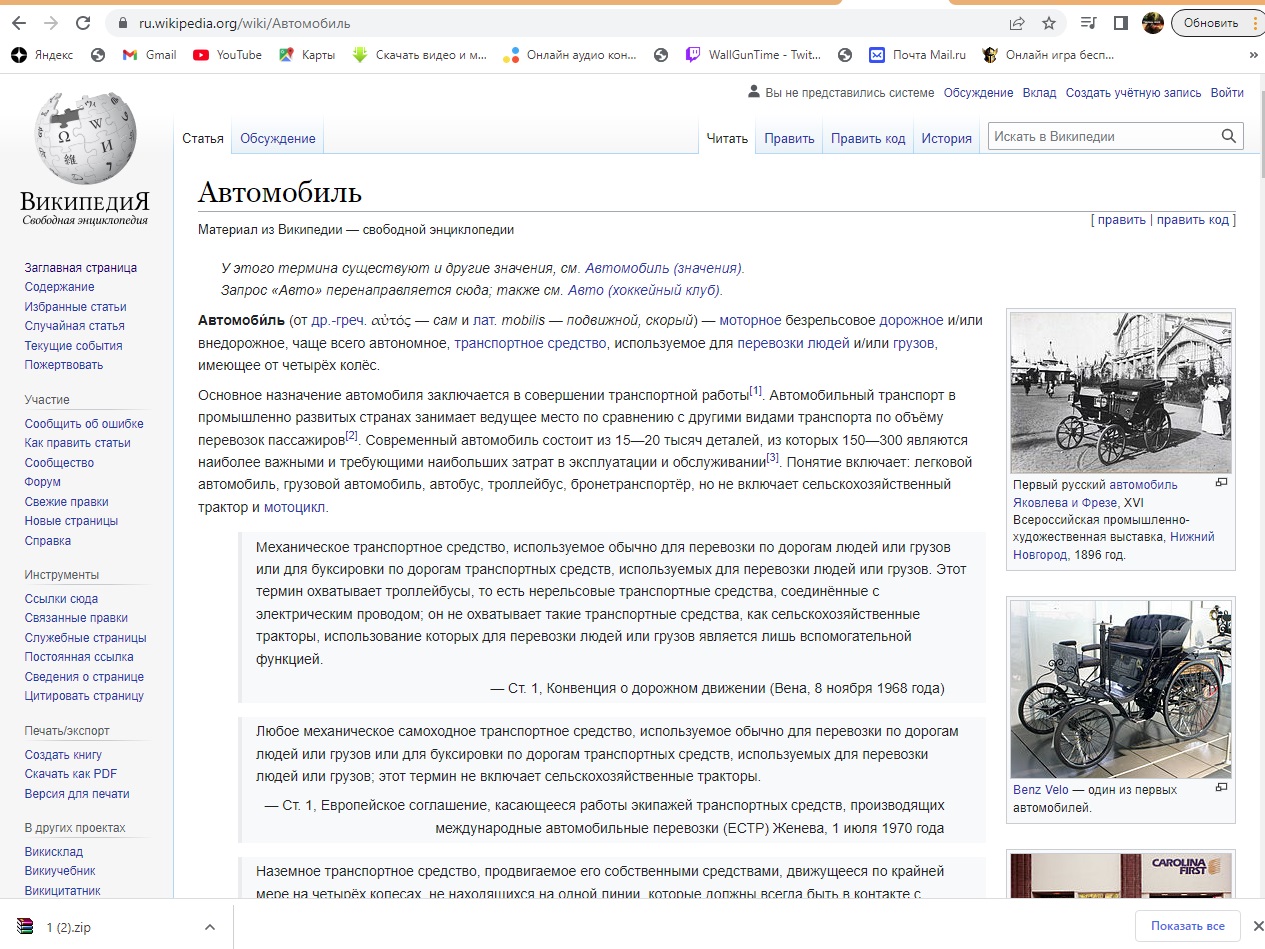 ru.wikipedia.org/wiki/Автомобиль
Обновить
Яндекс
Gmail
YouTube
Карты
Скачать видео и м...
Онлайн аудио кон...
WallGunTime - Twit...
Почта Mail.ru
Онлайн игра бесп...
»
Вы не представились системе Обсуждение Вклад Создать учётную запись Войти
Статья Обсуждение
Читать Править Править код История
Искать в Википедии
ВикипедиЯ
Свободная энциклопедия
Заглавная страница
Содержание
Избранные статьи
Случайная статья
Текущие события
Пожертвовать
Участие
Сообщить об ошибке
Как править статьи
Сообщество
Форум
Свежие правки
Новые страницы
Справка
Инструменты
Ссылки сюда
Связанные правки
Служебные страницы
Постоянная ссылка
Сведения о странице
Цитировать страницу
Печать/экспорт
Создать книгу
Скачать как PDF
Версия для печати
В других проектах
Викисклад
Викиучебник
Викицитатник
Автомобиль
[ править | править код ]
Материал из Википедии — свободной энциклопедии
У этого термина существуют и другие значения, см. Автомобиль (значения).
Запрос «Авто» перенаправляется сюда; также см. Авто (хоккейный клуб).
Автомоби́ль (от др.-греч. αὐτός — сам и лат. mobilis — подвижной, скорый) — моторное безрельсовое дорожное и/или
внедорожное, чаще всего автономное, транспортное средство, используемое для перевозки людей и/или грузов,
имеющее от четырёх колёс.
Основное назначение автомобиля заключается в совершении транспортной работы[1]. Автомобильный транспорт в
промышленно развитых странах занимает ведущее место по сравнению с другими видами транспорта по объёму
перевозок пассажиров[2]. Современный автомобиль состоит из 15—20 тысяч деталей, из которых 150—300 являются
наиболее важными и требующими наибольших затрат в эксплуатации и обслуживании[3]. Понятие включает: легковой
автомобиль, грузовой автомобиль, автобус, троллейбус, бронетранспортёр, но не включает сельскохозяйственный
трактор и мотоцикл.
Механическое транспортное средство, используемое обычно для перевозки по дорогам людей или грузов
или для буксировки по дорогам транспортных средств, используемых для перевозки людей или грузов. Этот
термин охватывает троллейбусы, то есть нерельсовые транспортные средства, соединённые с
электрическим проводом; он не охватывает такие транспортные средства, как сельскохозяйственные
тракторы, использование которых для перевозки людей или грузов является лишь вспомогательной
функцией.
— Ст. 1, Конвенция о дорожном движении (Вена, 8 ноября 1968 года)
Любое механическое самоходное транспортное средство, используемое обычно для перевозки по дорогам
людей или грузов или для буксировки по дорогам транспортных средств, используемых для перевозки
людей или грузов; этот термин не включает сельскохозяйственные тракторы.
— Ст. 1, Европейское соглашение, касающееся работы экипажей транспортных средств, производящих
международные автомобильные перевозки (ЕСТР) Женева, 1 июля 1970 года
Наземное транспортное средство, продвигаемое его собственными средствами, движущееся по крайней
мере на четырёх колесах, не находящихся на одной линии, которые должны всегда быть в контакте с
Первый русский автомобиль
Яковлева и Фрезе, XVI
Всероссийская промышленно-
художественная выставка, Нижний
Новгород, 1896 год.
Benz Velo — один из первых
автомобилей.
CAROLINA
FIRST
1 (2).zip
Показать все